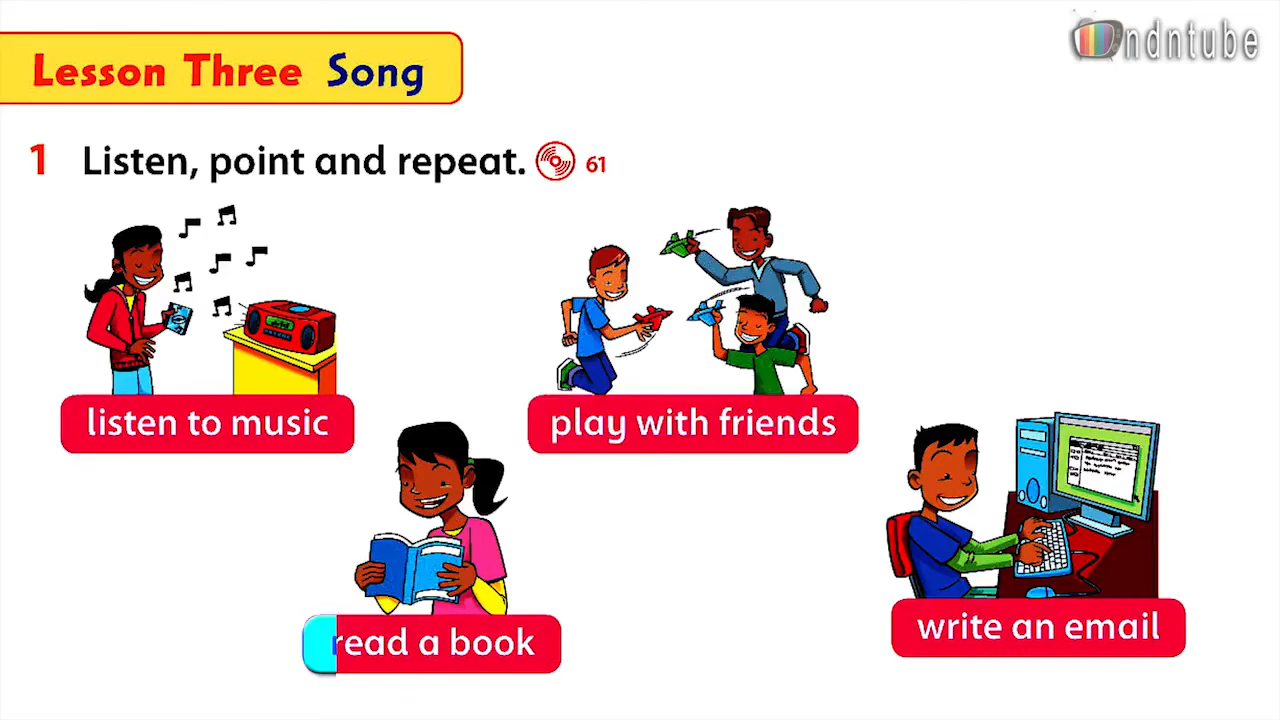 ndntube
Lesson Three Song
1 Listen, point and repeat. 61
listen to music
play with friends
read a book
write an email